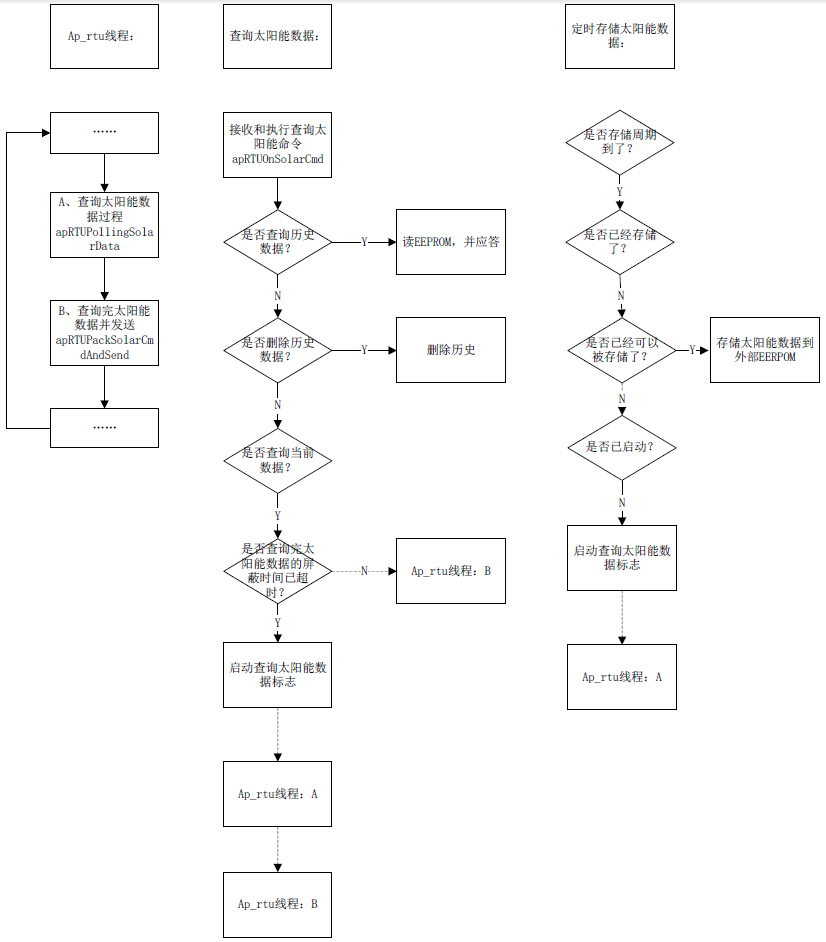 Ap_rtu线程：
……
A、查询太阳能数
据过程
apRTUPollingSola
rData
B、查询完太阳能
数据并发送
apRTUPackSolarCm
dAndSend
……
查询太阳能数据：
接收和执行查询太
阳能命令
apRTUOnSolarCmd
是否查询历史
数据？
Y
读EEPROM，并应答
N
是否删除历史
数据？
Y
删除历史
N
是否查询当前
数据？
Y
是否查询完太
阳能数据的屏
蔽时间已超
时？
N
Ap_rtu线程：B
Y
启动查询太阳能数
据标志
Ap_rtu线程：A
Ap_rtu线程：B
定时存储太阳能数
据：
是否存储周期
到了？
Y
是否已经存储
了？
N
是否已经可以
被存储了？
Y
存储太阳能数据到
外部EERPOM
N
是否已启动？
N
启动查询太阳能数
据标志
Ap_rtu线程：A